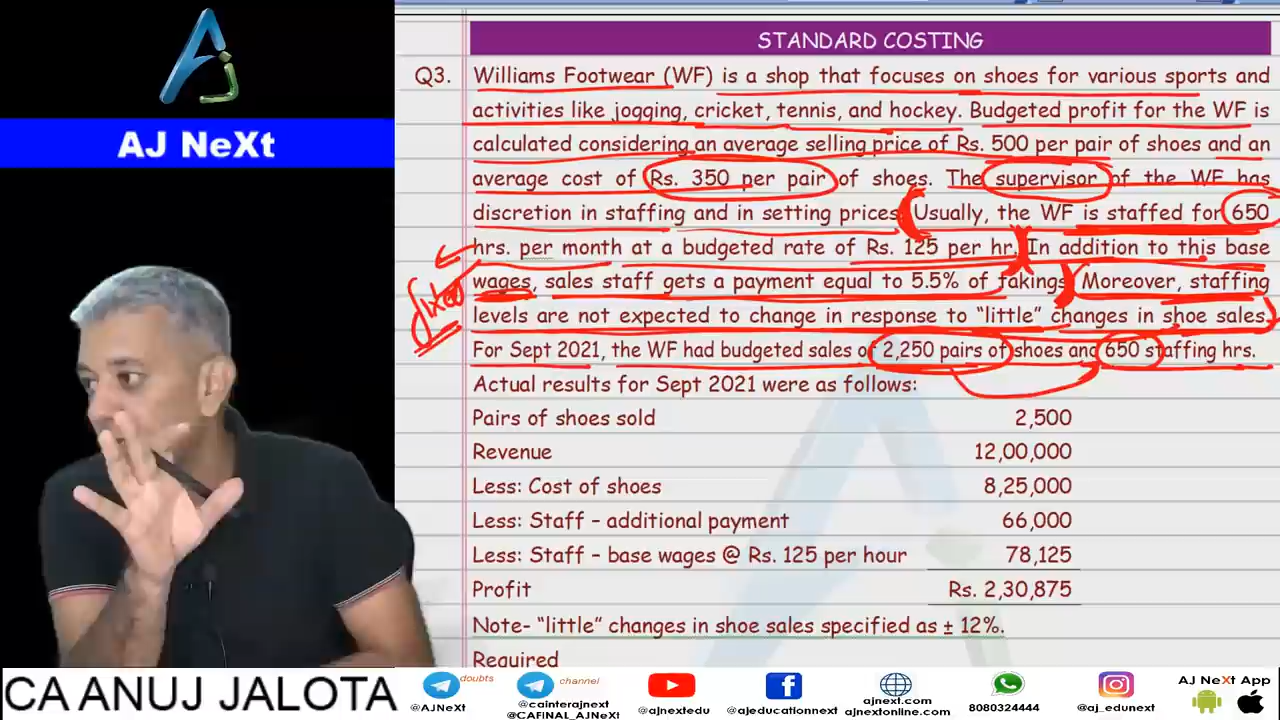 STANDARD COSTING
Q3. Williams Footwear (WF) is a shop that focuses on shoes for various sports and
activities like jogging, cricket, tennis, and hockey. Budgeted profit for the WF is
calculated considering an average selling price of Rs. 500 per pair of shoes and an
average cost of Rs. 350 per pair of shoes. The supervisor of the WF has
discretion in staffing and in setting prices. Usually, the WF is staffed for 650
hrs. per month at a budgeted rate of Rs. 125 per hr. In addition to this base
wages, sales staff gets a payment equal to 5.5% of takings. Moreover, staffing
levels are not expected to change in response to “little” changes in shoe sales.
For Sept 2021, the WF had budgeted sales of 2,250 pairs of shoes and 650 staffing hrs.
fixed
Actual results for Sept 2021 were as follows:
Pairs of shoes sold 2,500
Revenue 12,00,000
Less: Cost of shoes 8,25,000
Less: Staff – additional payment 66,000
Less: Staff – base wages @ Rs. 125 per hour 78,125
Profit Rs. 2,30,875
Note- “little” changes in shoe sales specified as ± 12%.
Required
AJ
AJ NeXt
CA ANUJ JALOTA
doubts
@AJNeXt
channel
@cainterajnext
@CAFINAL_AJNeXt
@ajnextedu
@ajeducationnext
ajnext.com
ajnextonline.com
8080324444
@aj_edunext
AJ NeXt App